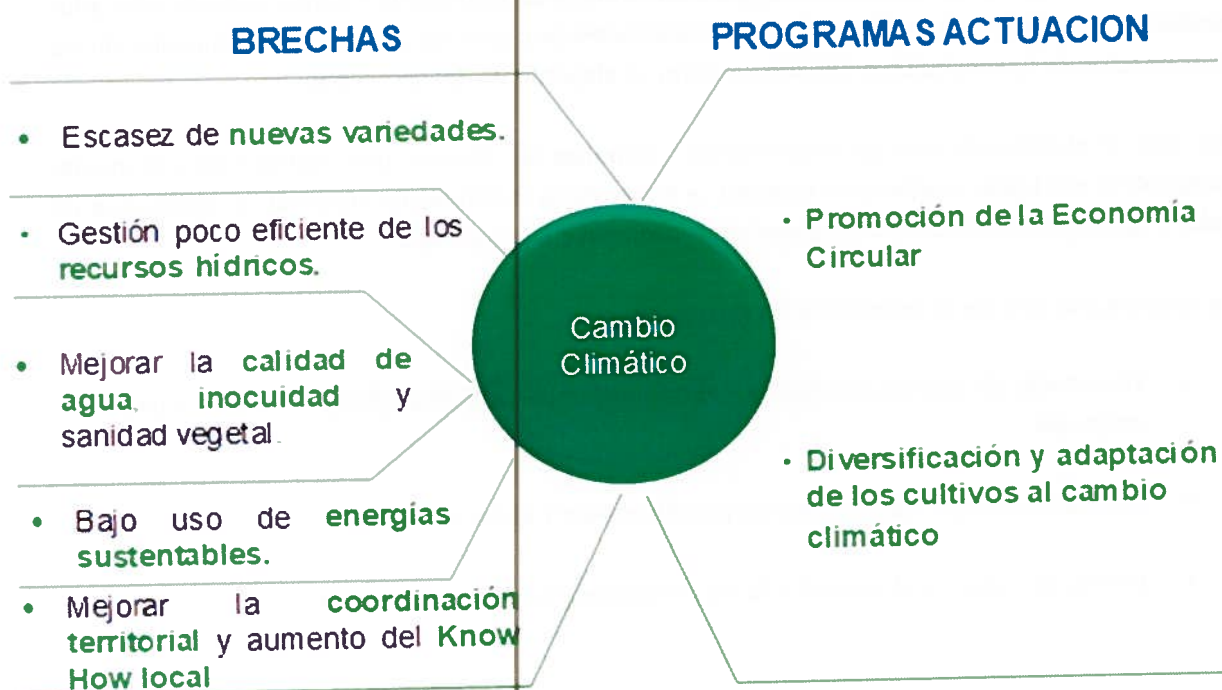 BRECHAS
• Escasez de nuevas variedades.
• Gestión poco eficiente de los
recursos hídricos.
• Mejorar la calidad de
agua, inocuidad y
sanidad vegetal.
• Bajo uso de energías
sustentables.
• Mejorar la coordinación
territorial y aumento del Know
How local
Cambio
Climático
PROGRAMAS ACTUACION
• Promoción de la Economía
Circular
• Diversificación y adaptación
de los cultivos al cambio
climático